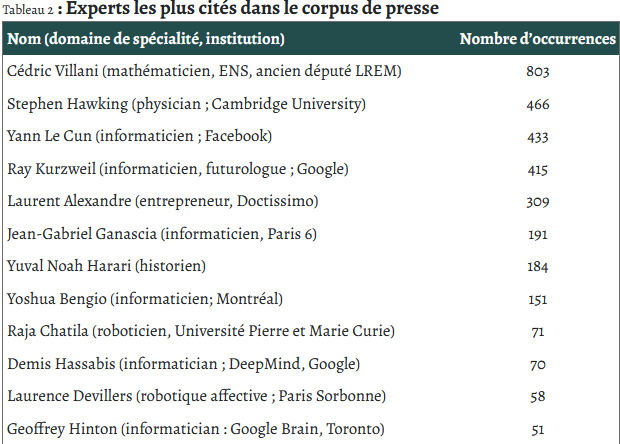 Tableau 2 : Experts les plus cités dans le corpus de presse
Nom (domaine de spécialité, institution) Nombre d’occurrences
Cédric Villani (mathématicien, ENS, ancien député LREM) 803
Stephen Hawking (physician ; Cambridge University) 466
Yann Le Cun (informaticien ; Facebook) 433
Ray Kurzweil (informaticien, futurologue ; Google) 415
Laurent Alexandre (entrepreneur, Doctissimo) 309
Jean-Gabriel Ganascia (informaticien, Paris 6) 191
Yuval Noah Harari (historien) 184
Yoshua Bengio (informaticien; Montréal) 151
Raja Chatila (roboticien, Université Pierre et Marie Curie) 71
Demis Hassabis (informatician ; DeepMind, Google) 70
Laurence Devillers (robotique affective ; Paris Sorbonne) 58
Geoffrey Hinton (informatician : Google Brain, Toronto) 51